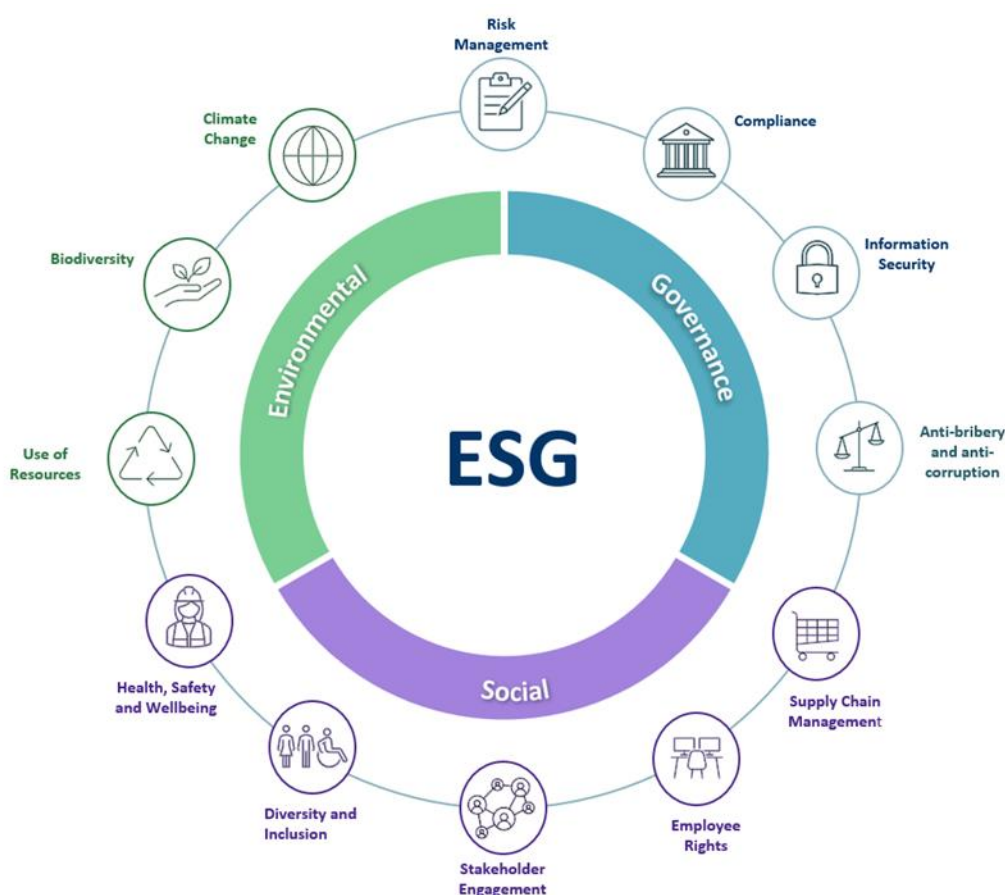 Risk
Management
Climate
Change
Compliance
Biodiversity
Information
Security
Environmental
Governance
ESG
Use of
Resources
Anti-bribery
and anti-
corruption
Health, Safety
and Wellbeing
Social
Supply Chain
Management
Diversity and
Inclusion
Employee
Rights
Stakeholder
Engagement